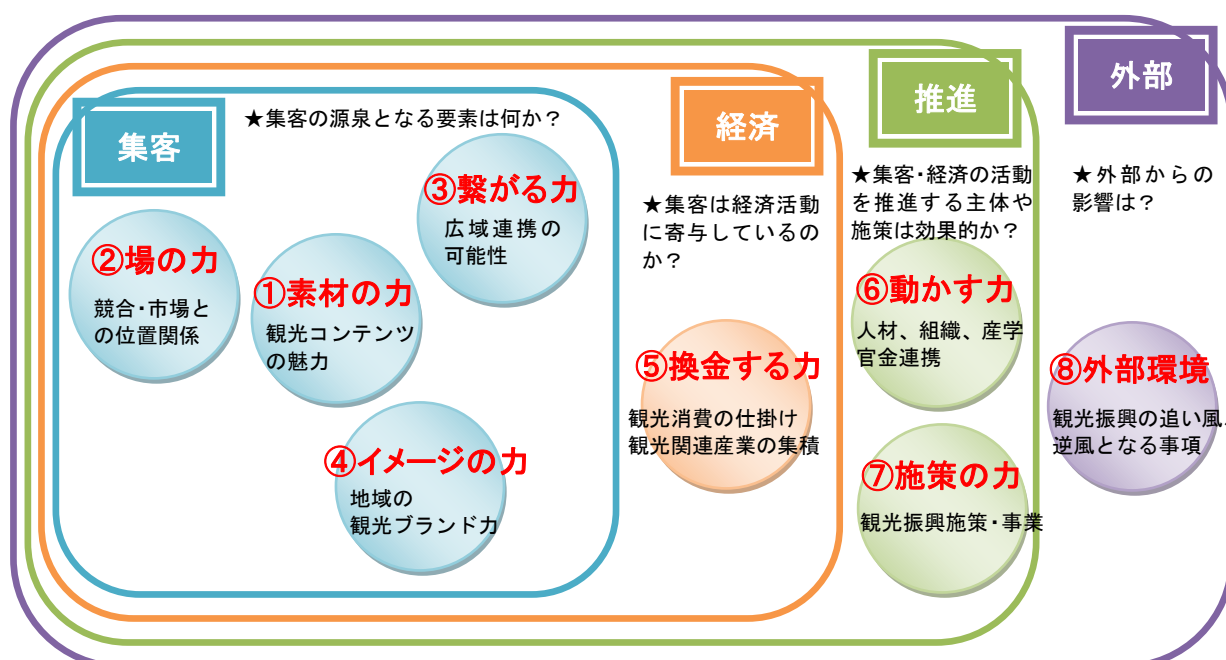 集客
★集客の源泉となる要素は何か？
②場の力
競合・市場と
の位置関係
①素材の力
観光コンテンツ
の魅力
③繋がる力
広域連携の
可能性
④イメージの力
地域の
観光ブランド力
経済
★集客は経済活動
に寄与しているの
か？
⑤換金する力
観光消費の仕掛け
観光関連産業の集積
推進
★集客・経済の活動
を推進する主体や
施策は効果的か？
⑥動かす力
人材、組織、産学
官金連携
⑦施策の力
観光振興施策・事業
外部
★外部からの
影響は？
⑧外部環境
観光振興の追い風、
逆風となる事項